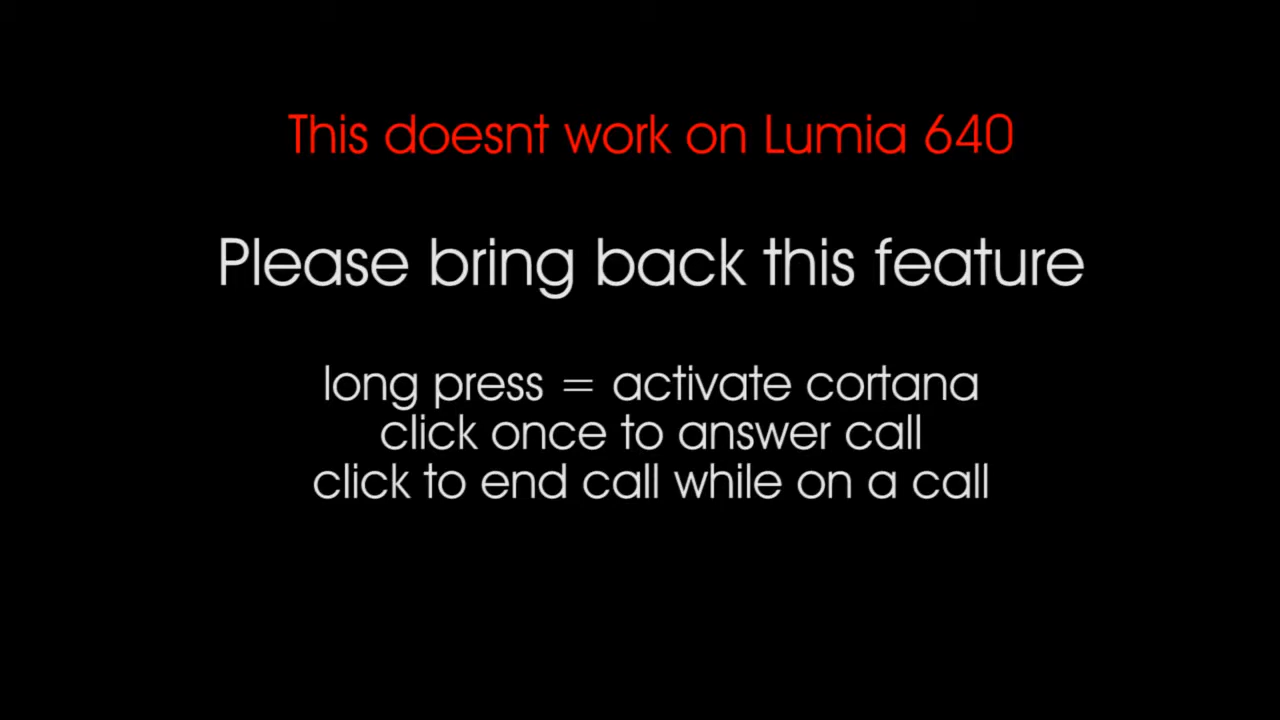 This doesnt work on Lumia 640
Please bring back this feature
long press = activate cortana
click once to answer call
click to end call while on a call